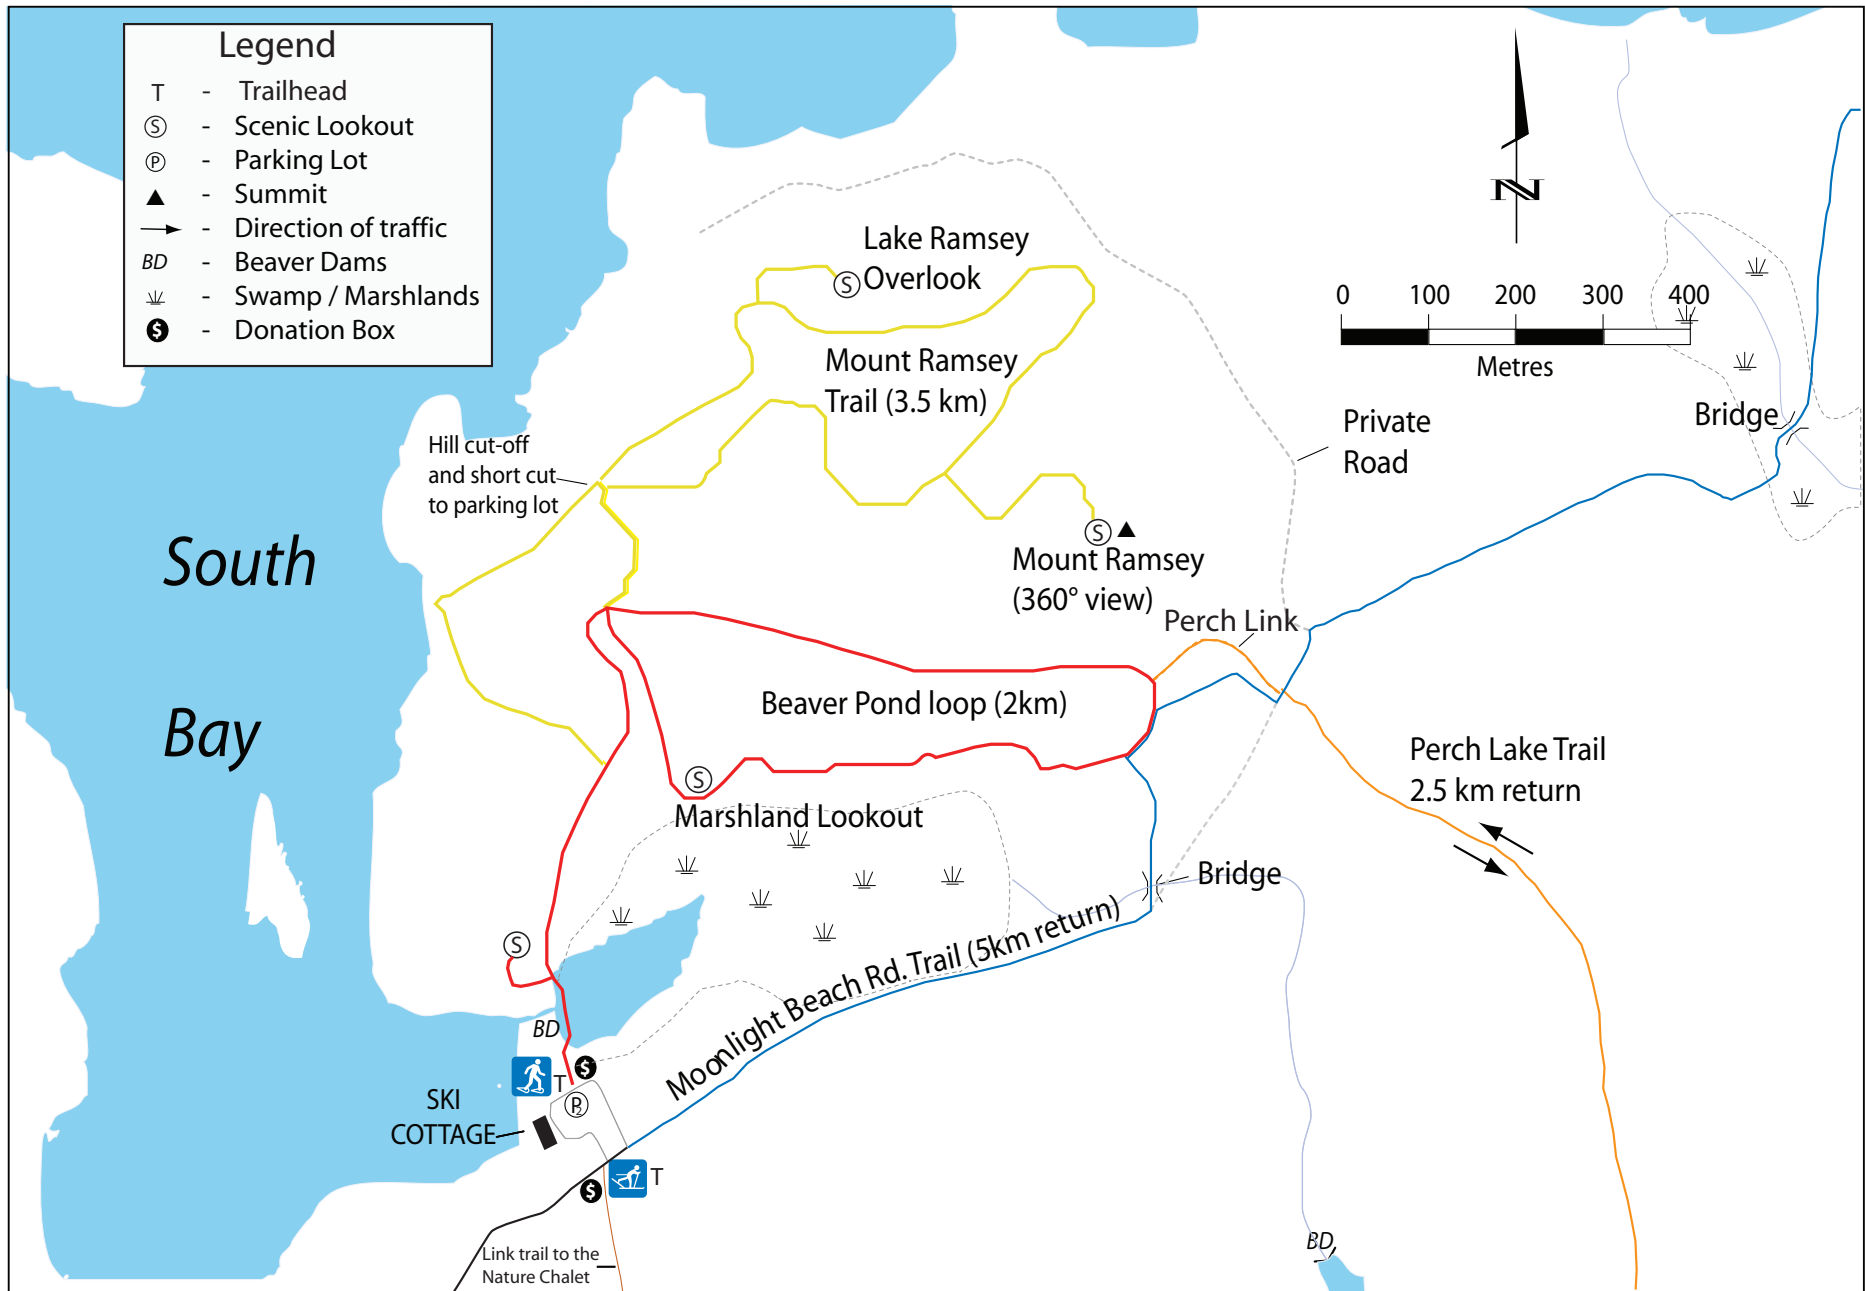 Legend
T - Trailhead
S - Scenic Lookout
P - Parking Lot
- Summit
- Direction of traffic
BD - Beaver Dams
- Swamp / Marshlands
$ - Donation Box
N
0 100 200 300 400
Metres
Lake Ramsey
Overlook
S
Mount Ramsey
Trail (3.5 km)
Private
Road
Bridge
Hill cut-off
and short cut
to parking lot
South
Bay
S
Mount Ramsey
(360° view)
Perch Link
Beaver Pond loop (2km)
Perch Lake Trail
2.5 km return
S
Marshland Lookout
Bridge
Moonlight Beach Rd. Trail (5km return)
S
BD
T
$
P2
SKI
COTTAGE
T
$
Link trail to the
Nature Chalet
BD